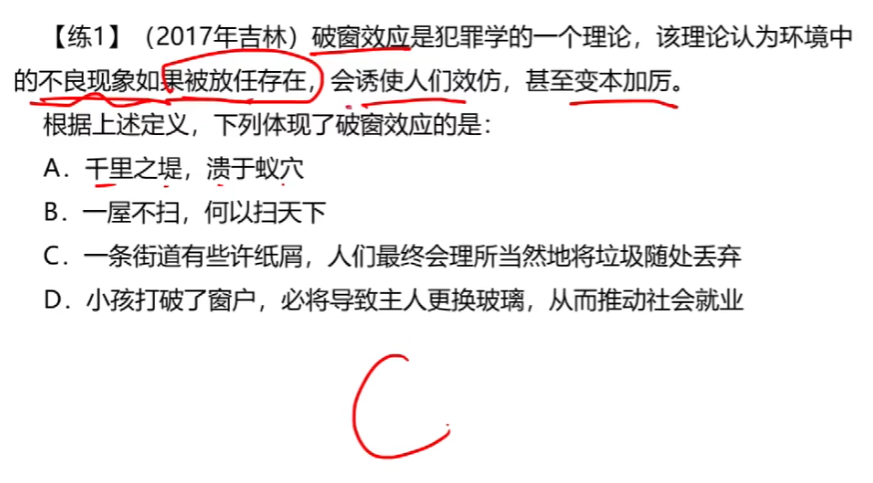 【练1】（2017年吉林）破窗效应是犯罪学的一个理论，该理论认为环境中
的不良现象如果被放任存在，会诱使人们效仿，甚至变本加厉。
根据上述定义，下列体现了破窗效应的是：
A．千里之堤，溃于蚁穴
B．一屋不扫，何以扫天下
C．一条街道有些许纸屑，人们最终会理所当然地将垃圾随处丢弃
D．小孩打破了窗户，必将导致主人更换玻璃，从而推动社会就业
C